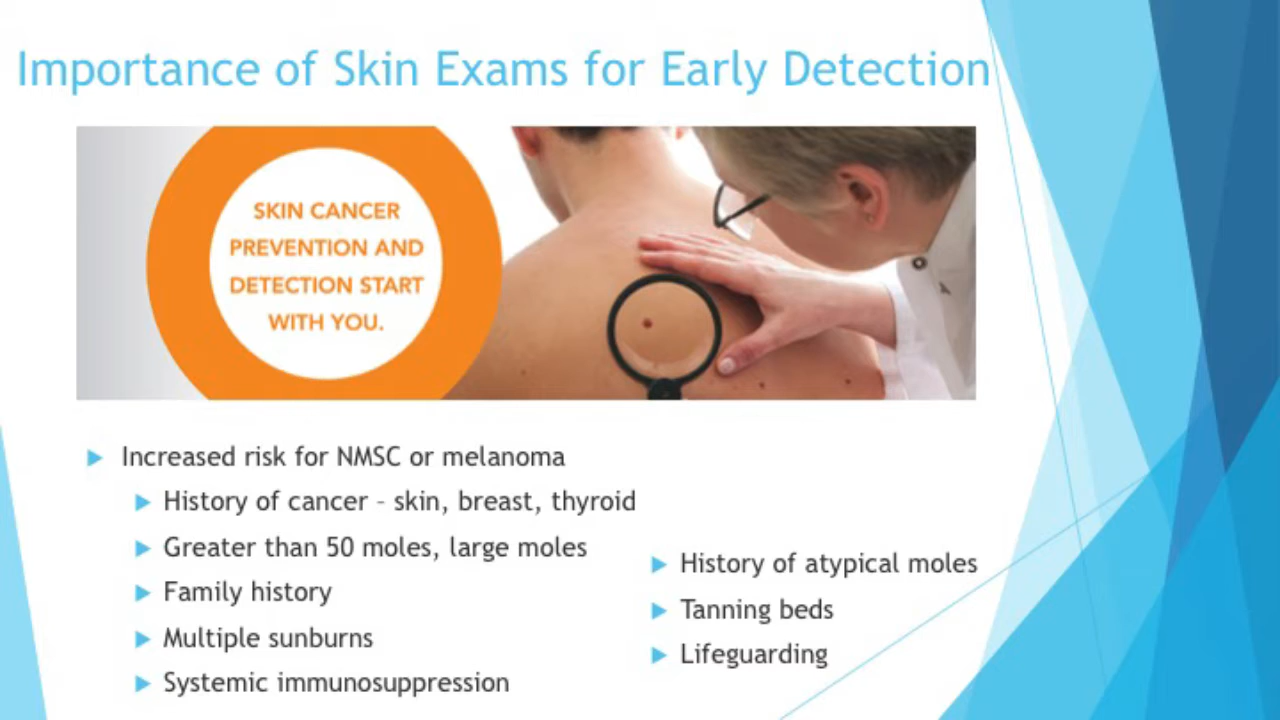 Importance of Skin Exams for Early Detection
SKIN CANCER
PREVENTION AND
DETECTION START
WITH YOU.
Increased risk for NMSC or melanoma
History of cancer – skin, breast, thyroid
Greater than 50 moles, large moles
Family history
Multiple sunburns
Systemic immunosuppression
History of atypical moles
Tanning beds
Lifeguarding